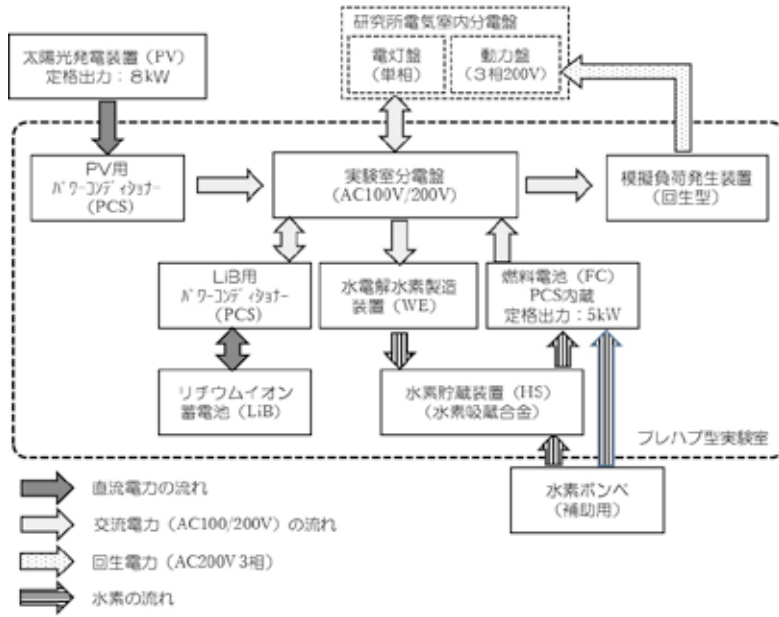 研究所電気室内分電盤
電灯盤
(単相)
動力盤
(3相200V)
太陽光発電装置(PV)
定格出力：8kW
PV用
ﾊﾟﾜｰｺﾝﾃﾞｨｼｮﾅｰ
(PCS)
実験室分電盤
(AC100V/200V)
模擬負荷発生装置
(回生型)
LiB用
ﾊﾟﾜｰｺﾝﾃﾞｨｼｮﾅｰ
(PCS)
水電解水素製造
装置(WE)
燃料電池(FC)
PCS内蔵
定格出力：5kW
リチウムイオン
蓄電池(LiB)
水素貯蔵装置(HS)
(水素吸蔵合金)
プレハブ型実験室
水素ボンベ
(補助用)
直流電力の流れ
交流電力(AC100/200V)の流れ
回生電力(AC200V3相)
水素の流れ